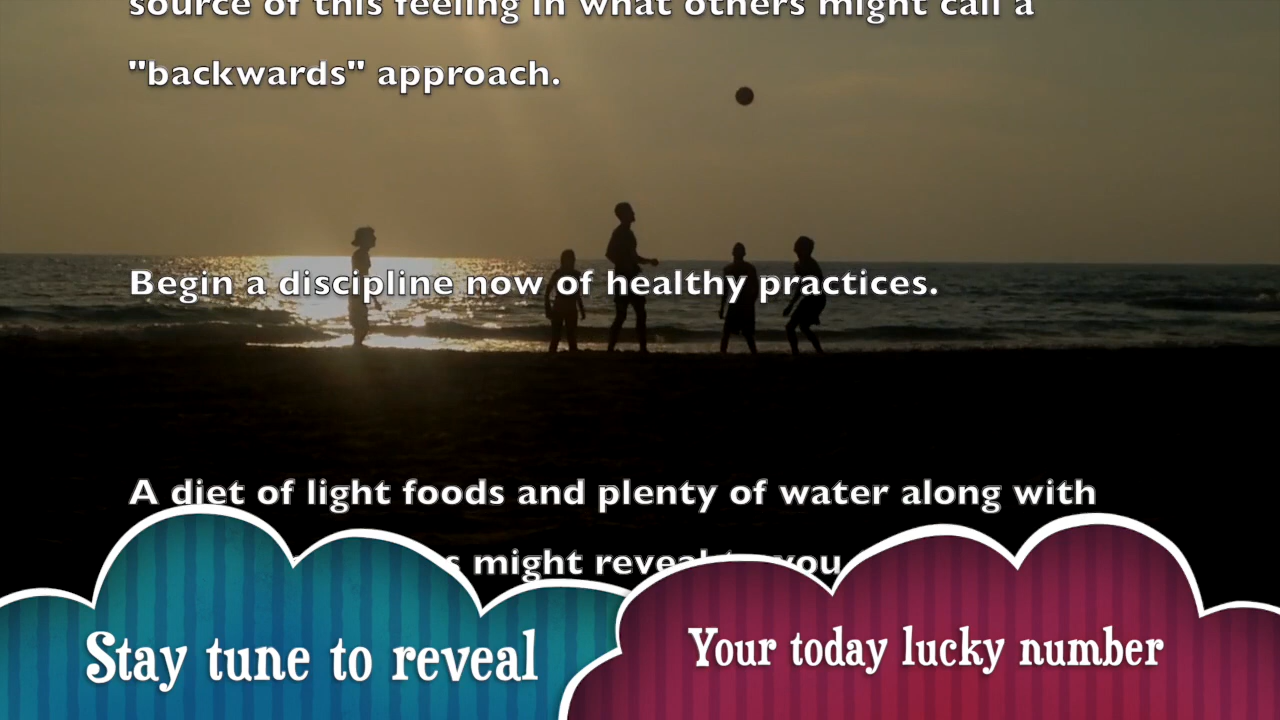 source of this feeling in what others might call a
"backwards" approach.
Begin a discipline now of healthy practices.
A diet of light foods and plenty of water along with
might reveal you
Stay tune to reveal
Your today lucky number